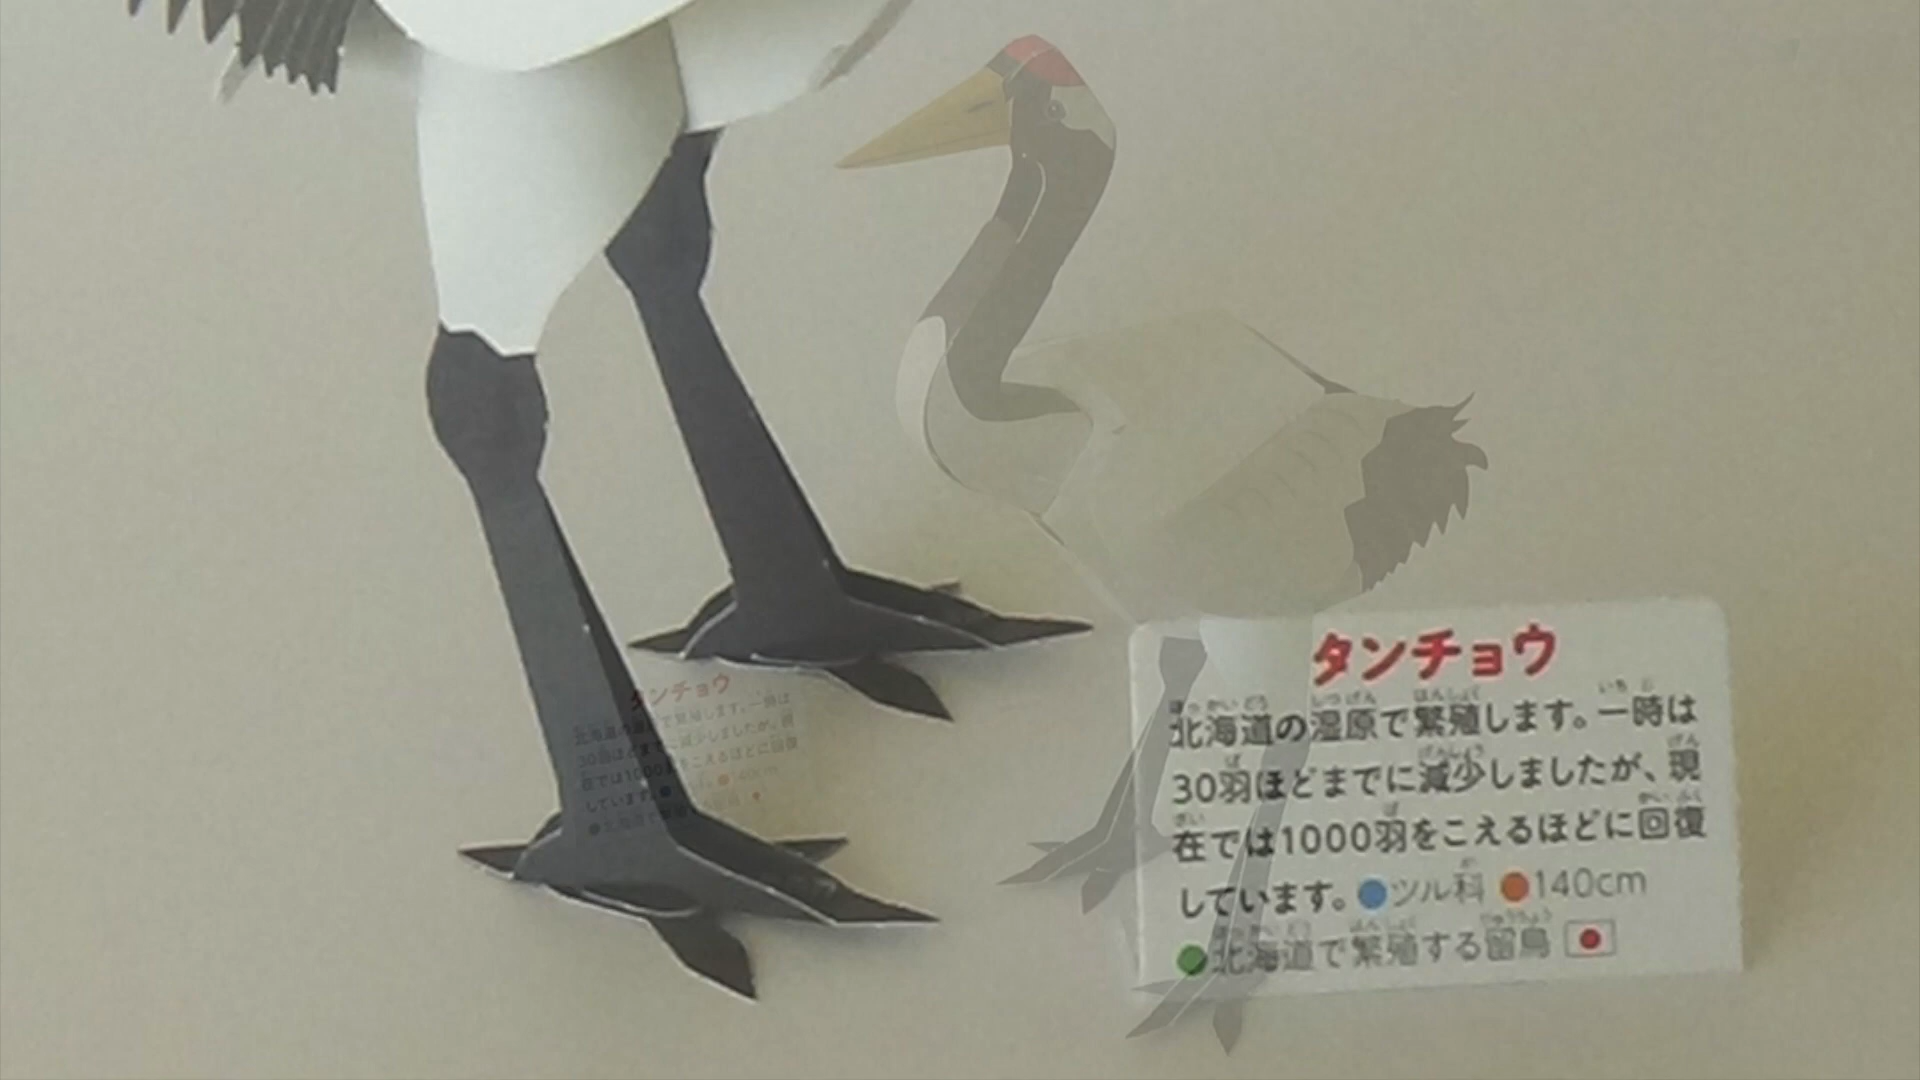 タンチョウ
北海道の湿原で繁殖します。一時は
30羽ほどまでに減少しましたが、現
在では1000羽をこえるほどに回復
しています。●ツル科 ●140cm
●北海道で繁殖する留鳥